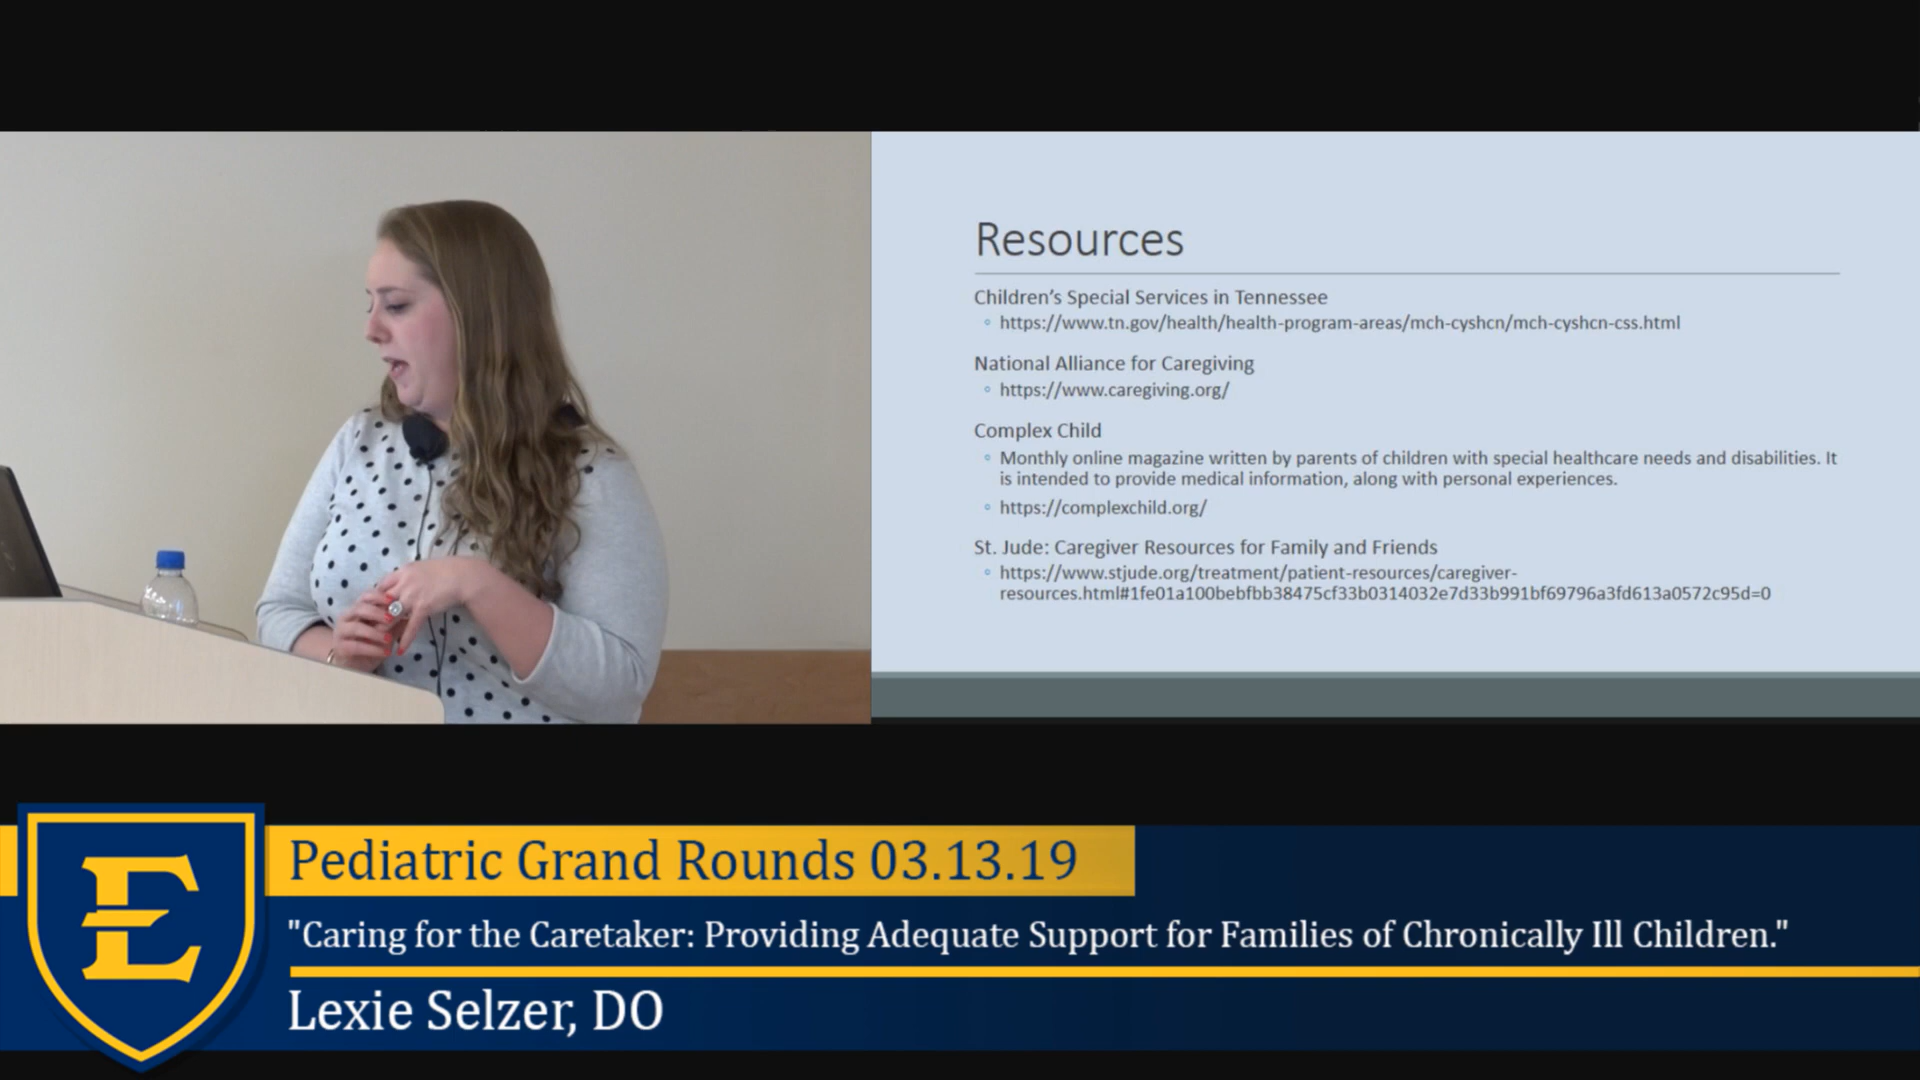 Resources
Children's Special Services in Tennessee
https://www.tn.gov/health/health-program-areas/mch-cyshcn/mch-cyshcn-css.html
National Alliance for Caregiving
https://www.caregiving.org/
Complex Child
Monthly online magazine written by parents of children with special healthcare needs and disabilities. It
is intended to provide medical information, along with personal experiences.
https://complexchild.org/
St. Jude: Caregiver Resources for Family and Friends
https://www.stjude.org/treatment/patient-resources/caregiver-
resources.html#1fe01a100bebfbb38475cf33b0314032e7d33b991bf69796a3fd613a0572c95d=0
E
Pediatric Grand Rounds 03.13.19
"Caring for the Caretaker: Providing Adequate Support for Families of Chronically Ill Children."
Lexie Selzer, DO